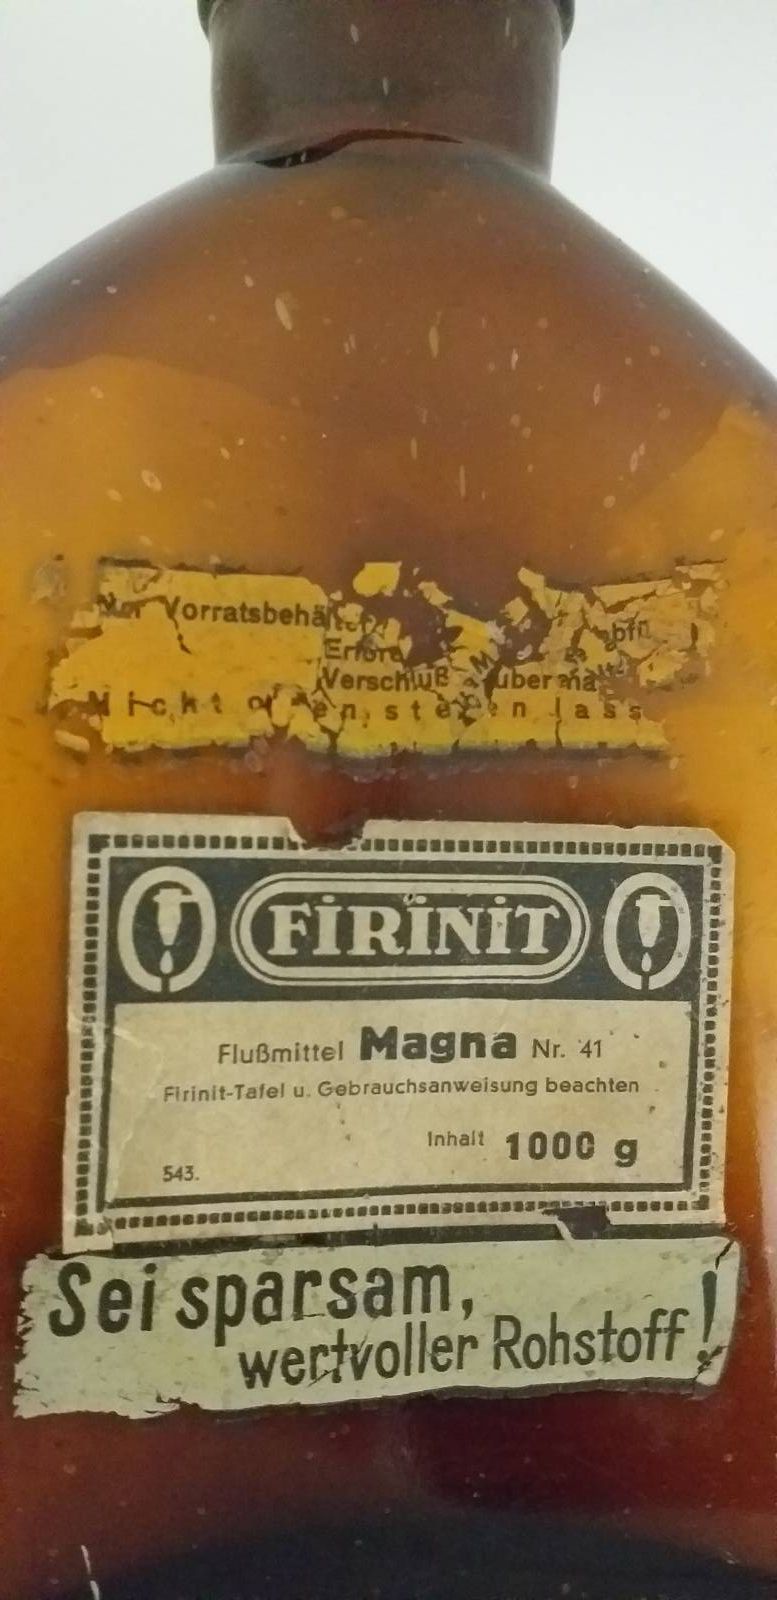 Vorratsbehälter
Verschluß
Nicht offen stehen lass
FiRiNiT
Flußmittel Magna Nr. 41
Firinit-Tafel u. Gebrauchsanweisung beachten
Inhalt 1000 g
543.
Sei sparsam,
wertvoller Rohstoff!